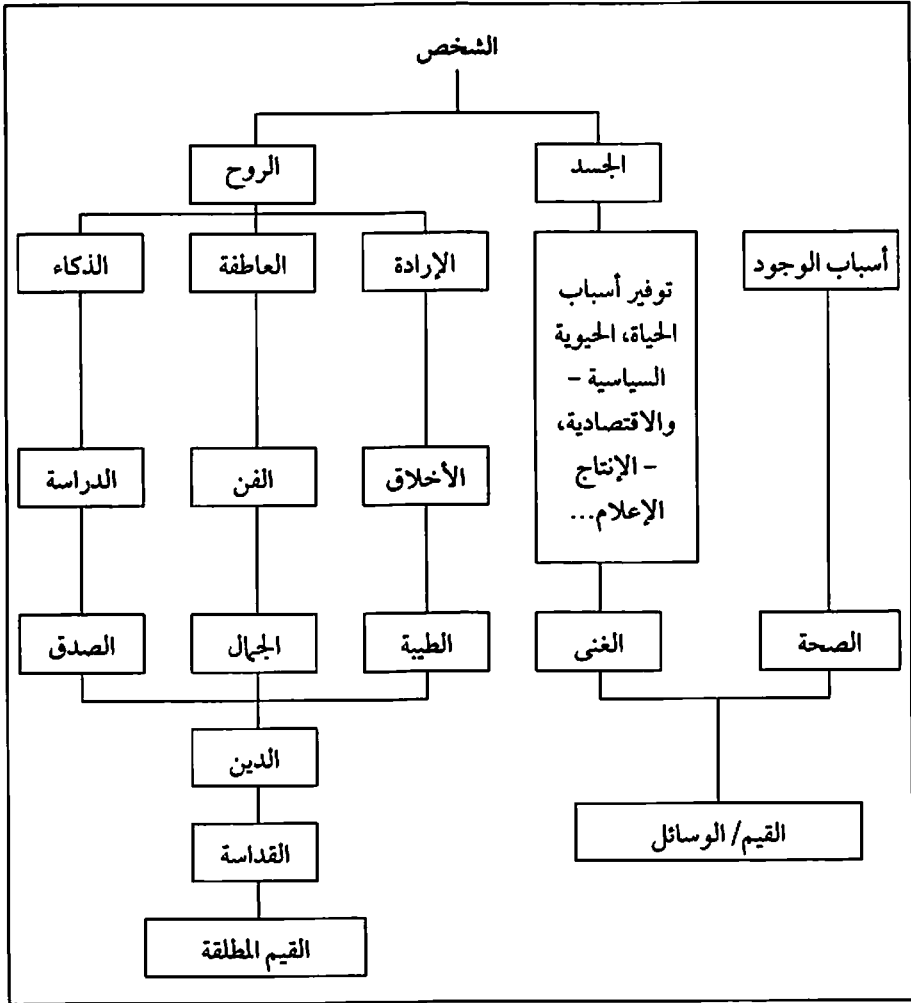 الشخص
الجسد
الروح
أسباب الوجود
توفير أسباب
الحياة، الحيوية
السياسية –
والاقتصادية،
– الإنتاج
الإعلام...
الإرادة
العاطفة
الذكاء
الأخلاق
الفن
الدراسة
الصحة
الغنى
الطيبة
الجمال
الصدق
الدين
القيم/ الوسائل
القداسة
القيم المطلقة